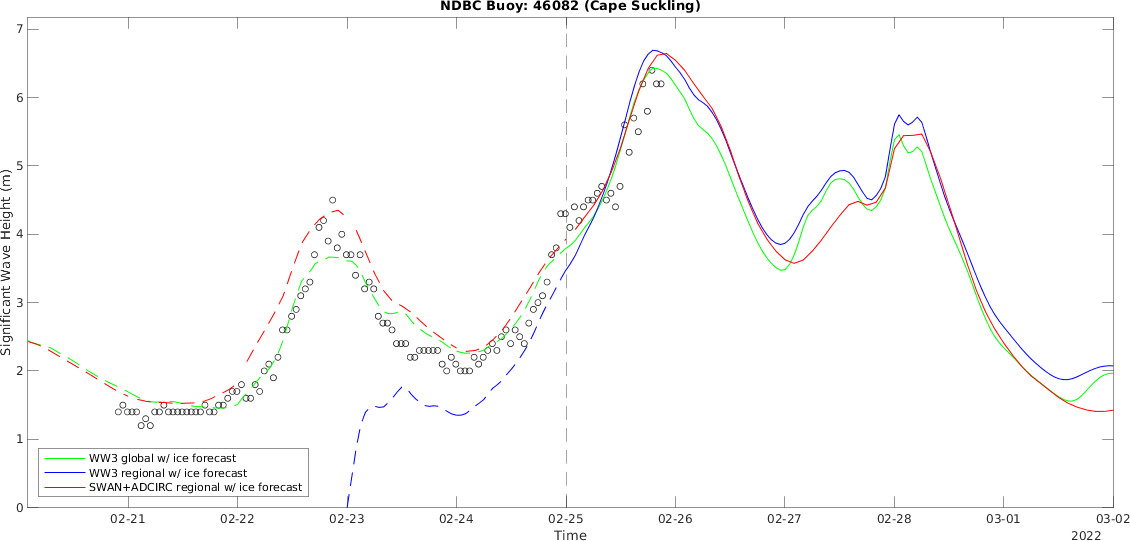 NDBC Buoy: 46082 (Cape Suckling)
Significant Wave Height (m)
7
6
5
4
3
2
1
0
WW3 global w/ ice forecast
WW3 regional w/ ice forecast
SWAN+ADCIRC regional w/ ice forecast
02-21 02-22 02-23 02-24 02-25 02-26 02-27 02-28 03-01 03-02
Time
2022